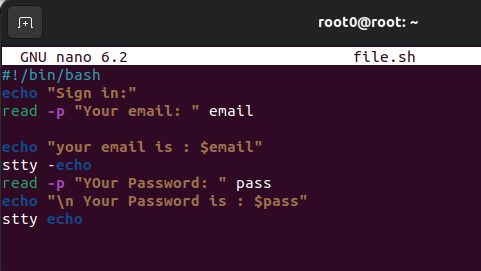 root0@root: ~
GNU nano 6.2 file.sh
#!/bin/bash
echo "Sign in:"
read -p "Your email: " email
echo "your email is : $email"
stty -echo
read -p "YOur Password: " pass
echo "\n Your Password is : $pass"
stty echo